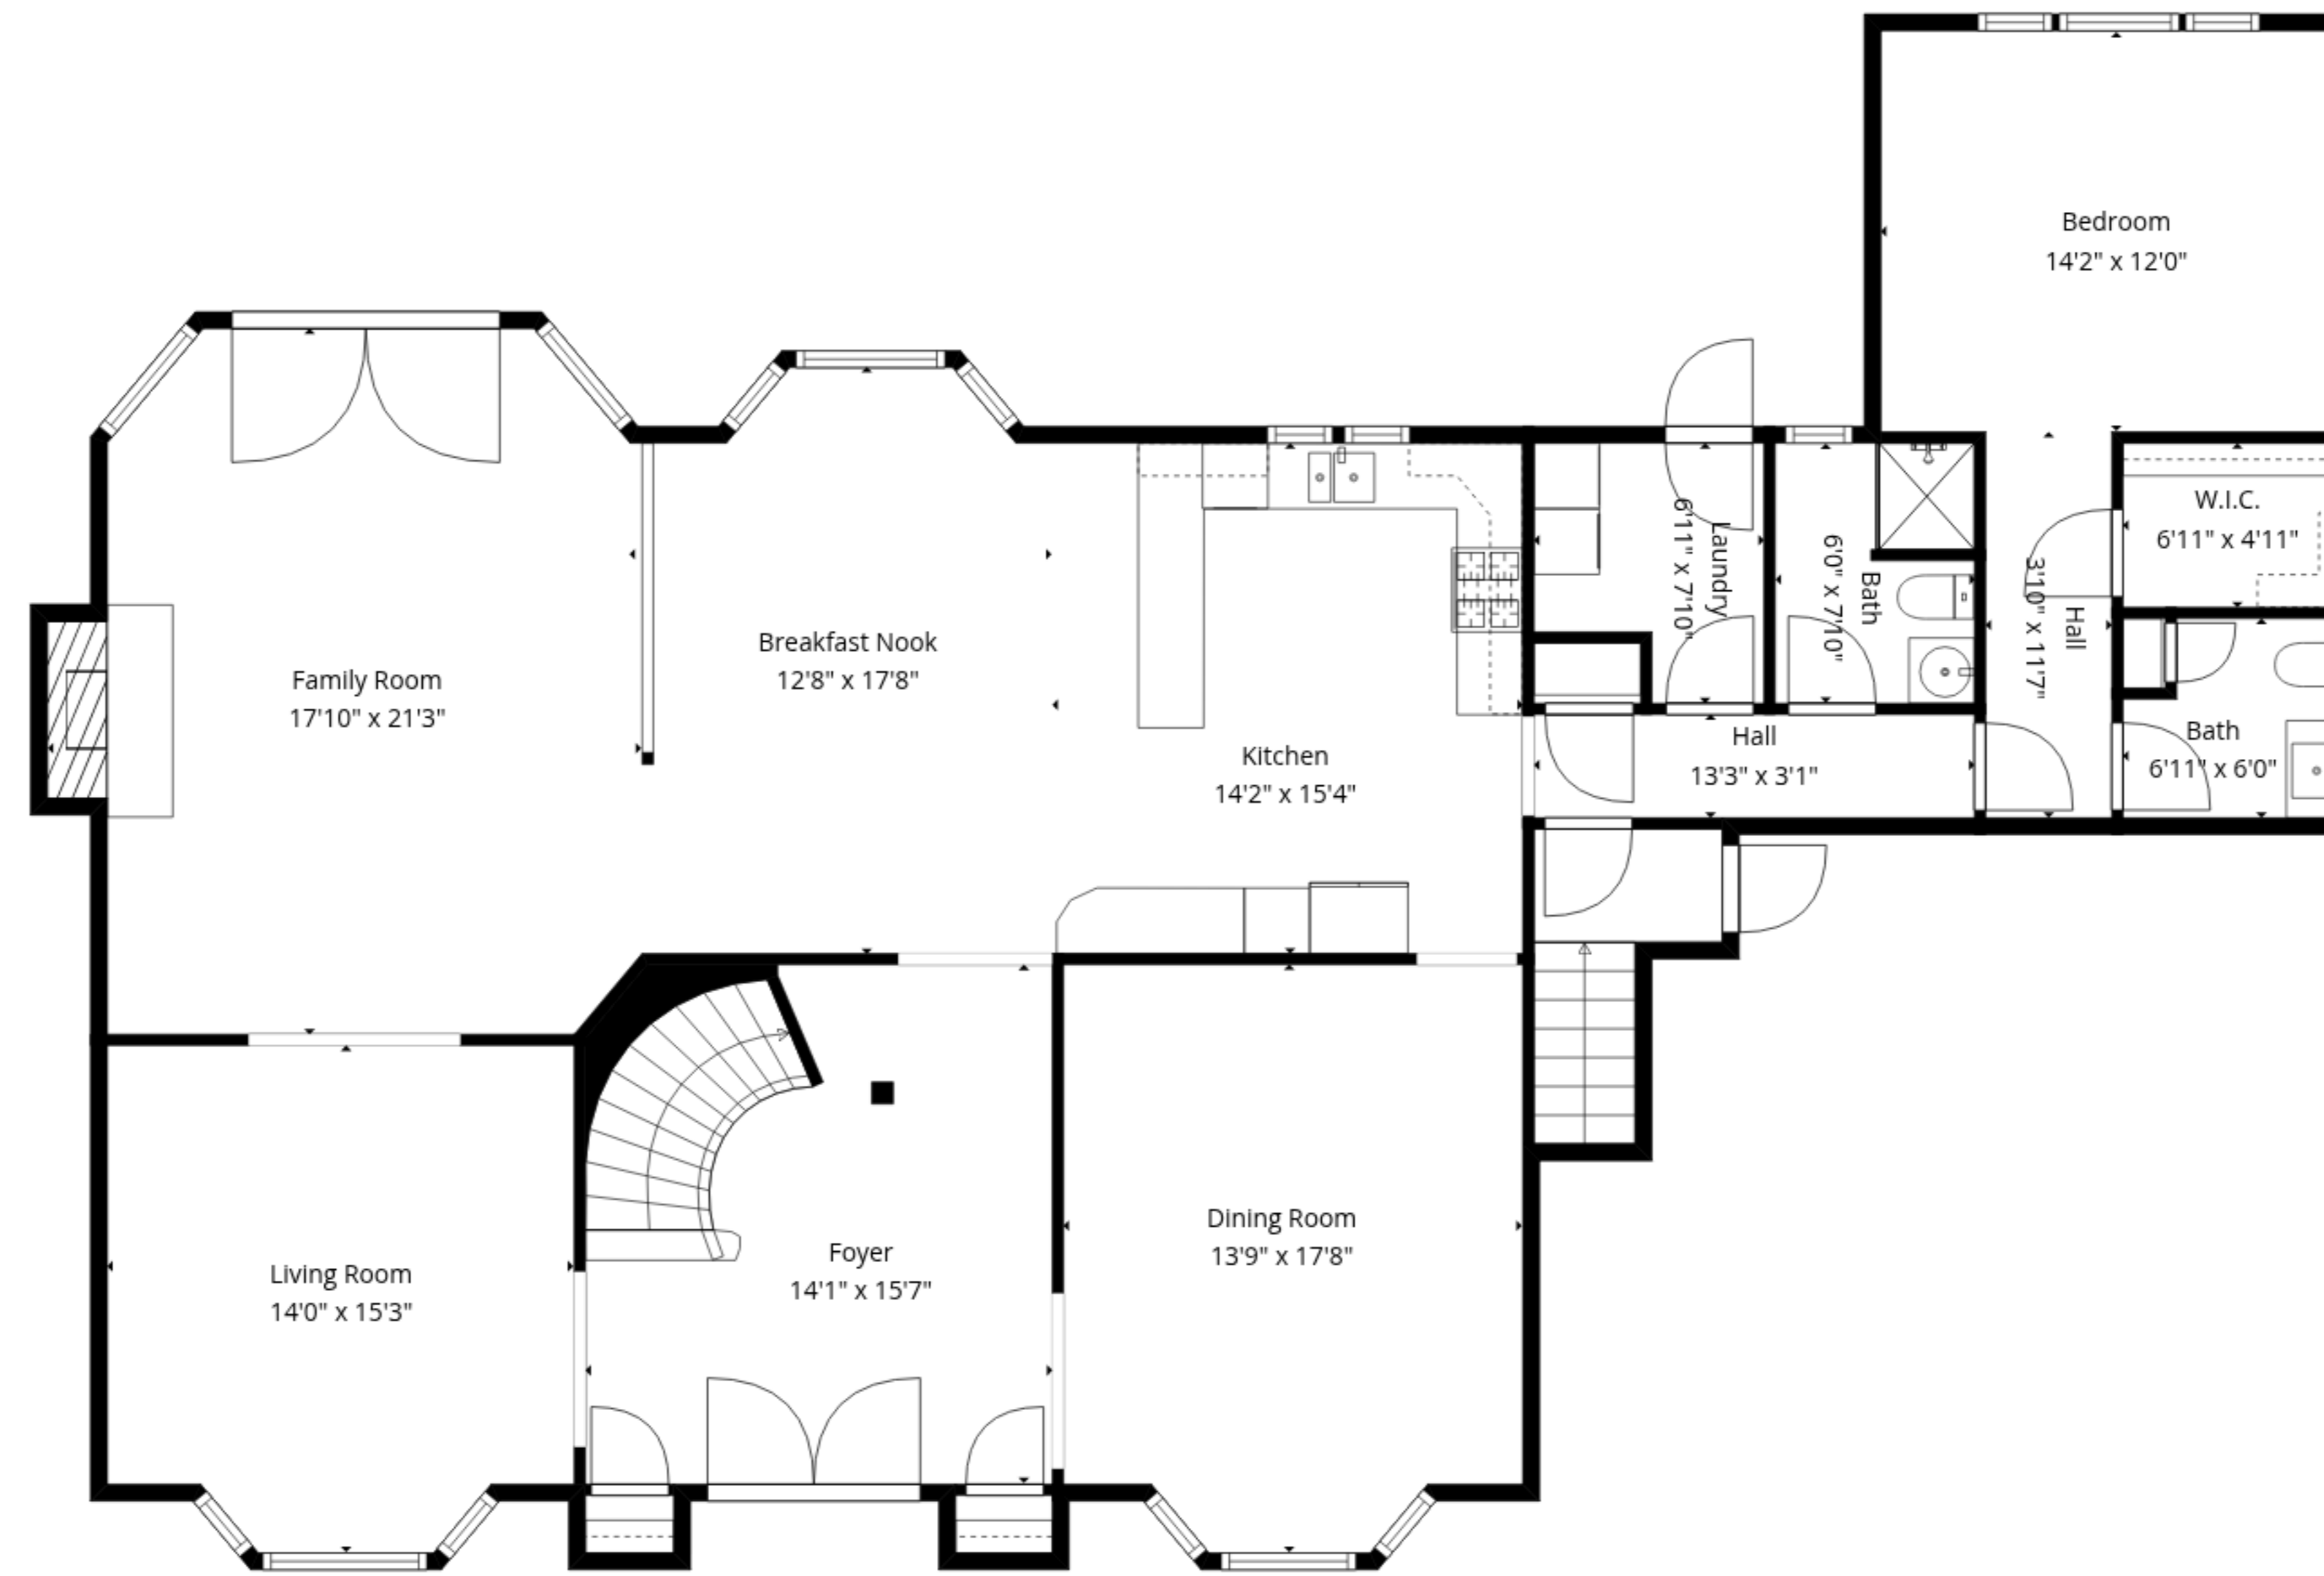 Bedroom
14'2" x 12'0"
W.I.C.
6'11" x 4'11"
Laundry
6'11" x 7'10"
Bath
6'0" x 7'10"
Hall
3'10" x 11'7"
Breakfast Nook
12'8" x 17'8"
Family Room
17'10" x 21'3"
Kitchen
14'2" x 15'4"
Hall
13'3" x 3'1"
Bath
6'11" x 6'0"
Dining Room
13'9" x 17'8"
Foyer
14'1" x 15'7"
Living Room
14'0" x 15'3"